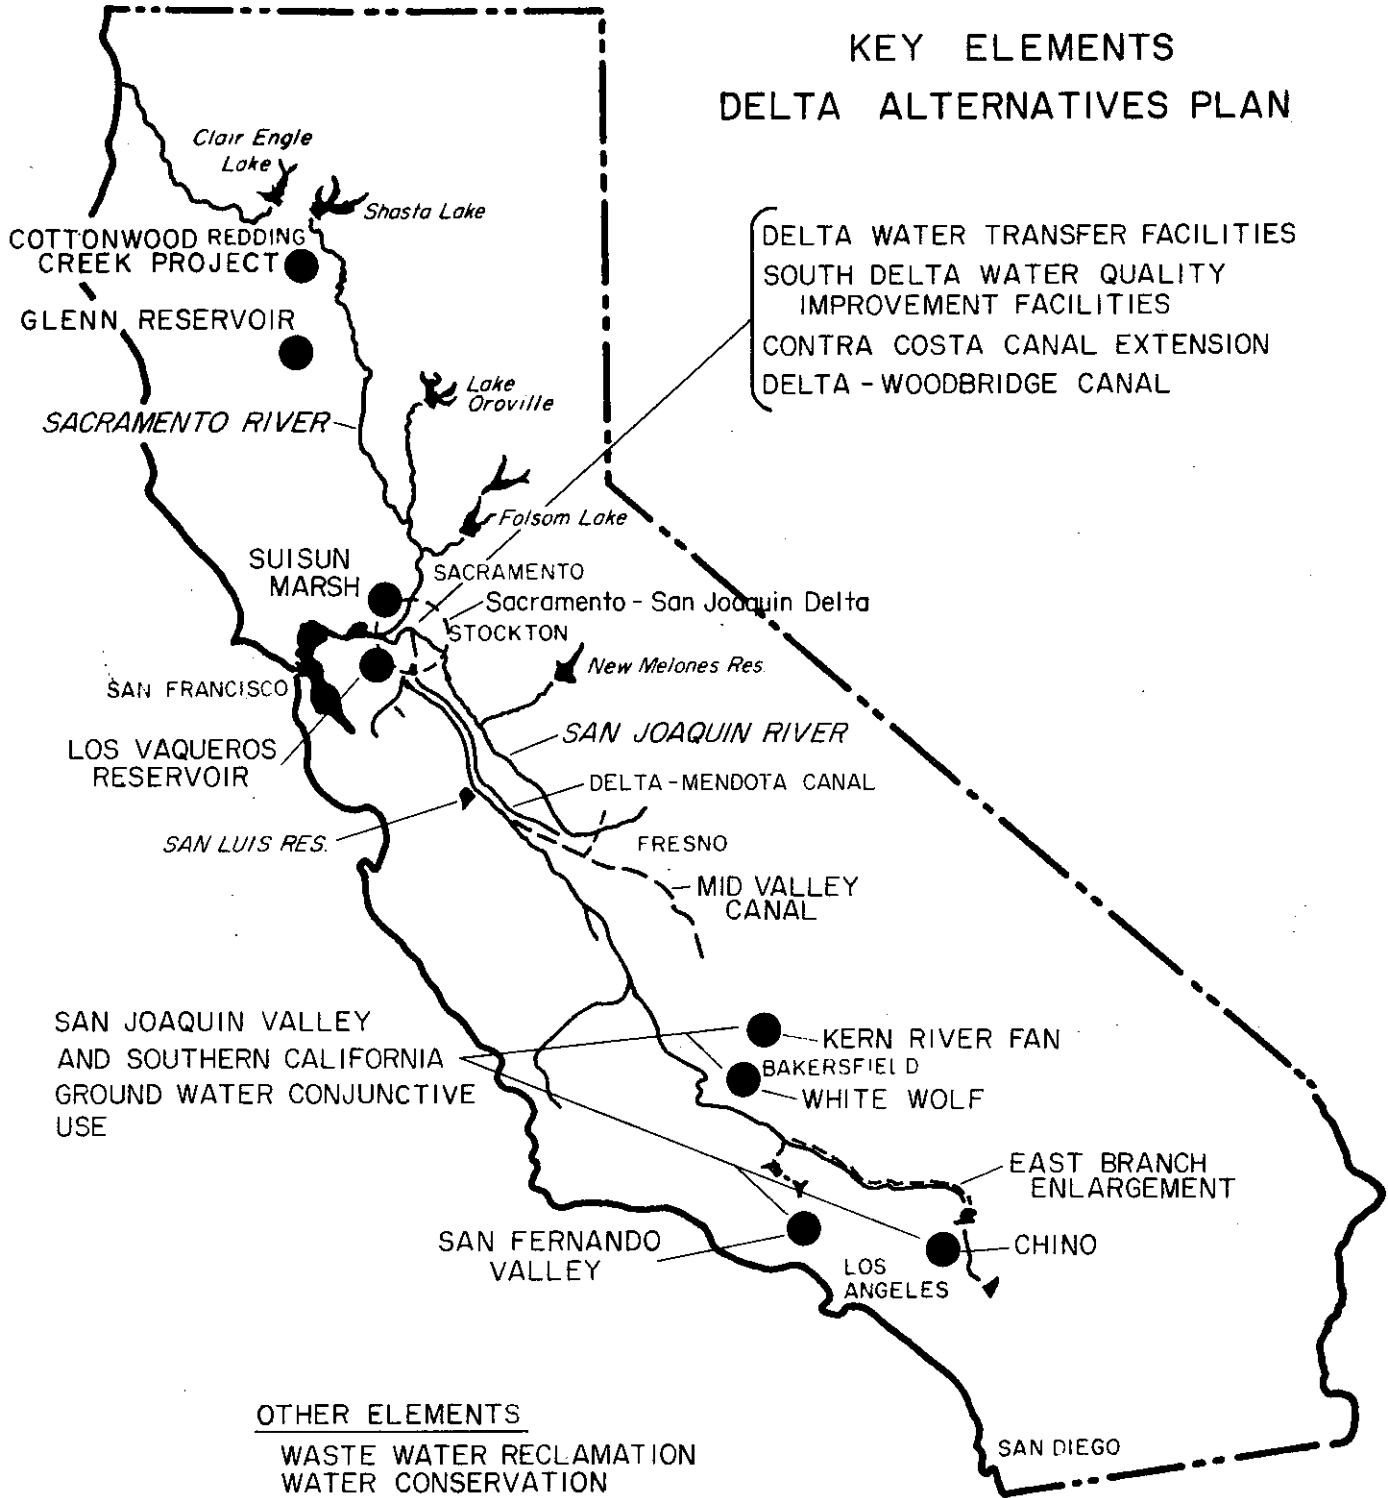 KEY ELEMENTS
DELTA ALTERNATIVES PLAN
Clair Engle
Lake
Shasta Lake
COTTONWOOD REDDING
CREEK PROJECT
GLENN RESERVOIR
DELTA WATER TRANSFER FACILITIES
SOUTH DELTA WATER QUALITY
IMPROVEMENT FACILITIES
CONTRA COSTA CANAL EXTENSION
DELTA - WOODBRIDGE CANAL
Lake
Oroville
SACRAMENTO RIVER
Folsom Lake
SUISUN
MARSH
SACRAMENTO
Sacramento - San Joaquin Delta
STOCKTON
New Melones Res.
SAN FRANCISCO
SAN JOAQUIN RIVER
LOS VAQUEROS
RESERVOIR
DELTA-MENDOTA CANAL
SAN LUIS RES.
FRESNO
MID VALLEY
CANAL
SAN JOAQUIN VALLEY
AND SOUTHERN CALIFORNIA
GROUND WATER CONJUNCTIVE
USE
KERN RIVER FAN
BAKERSFIELD
WHITE WOLF
EAST BRANCH
ENLARGEMENT
SAN FERNANDO
VALLEY
CHINO
LOS
ANGELES
OTHER ELEMENTS
WASTE WATER RECLAMATION
WATER CONSERVATION
SAN DIEGO